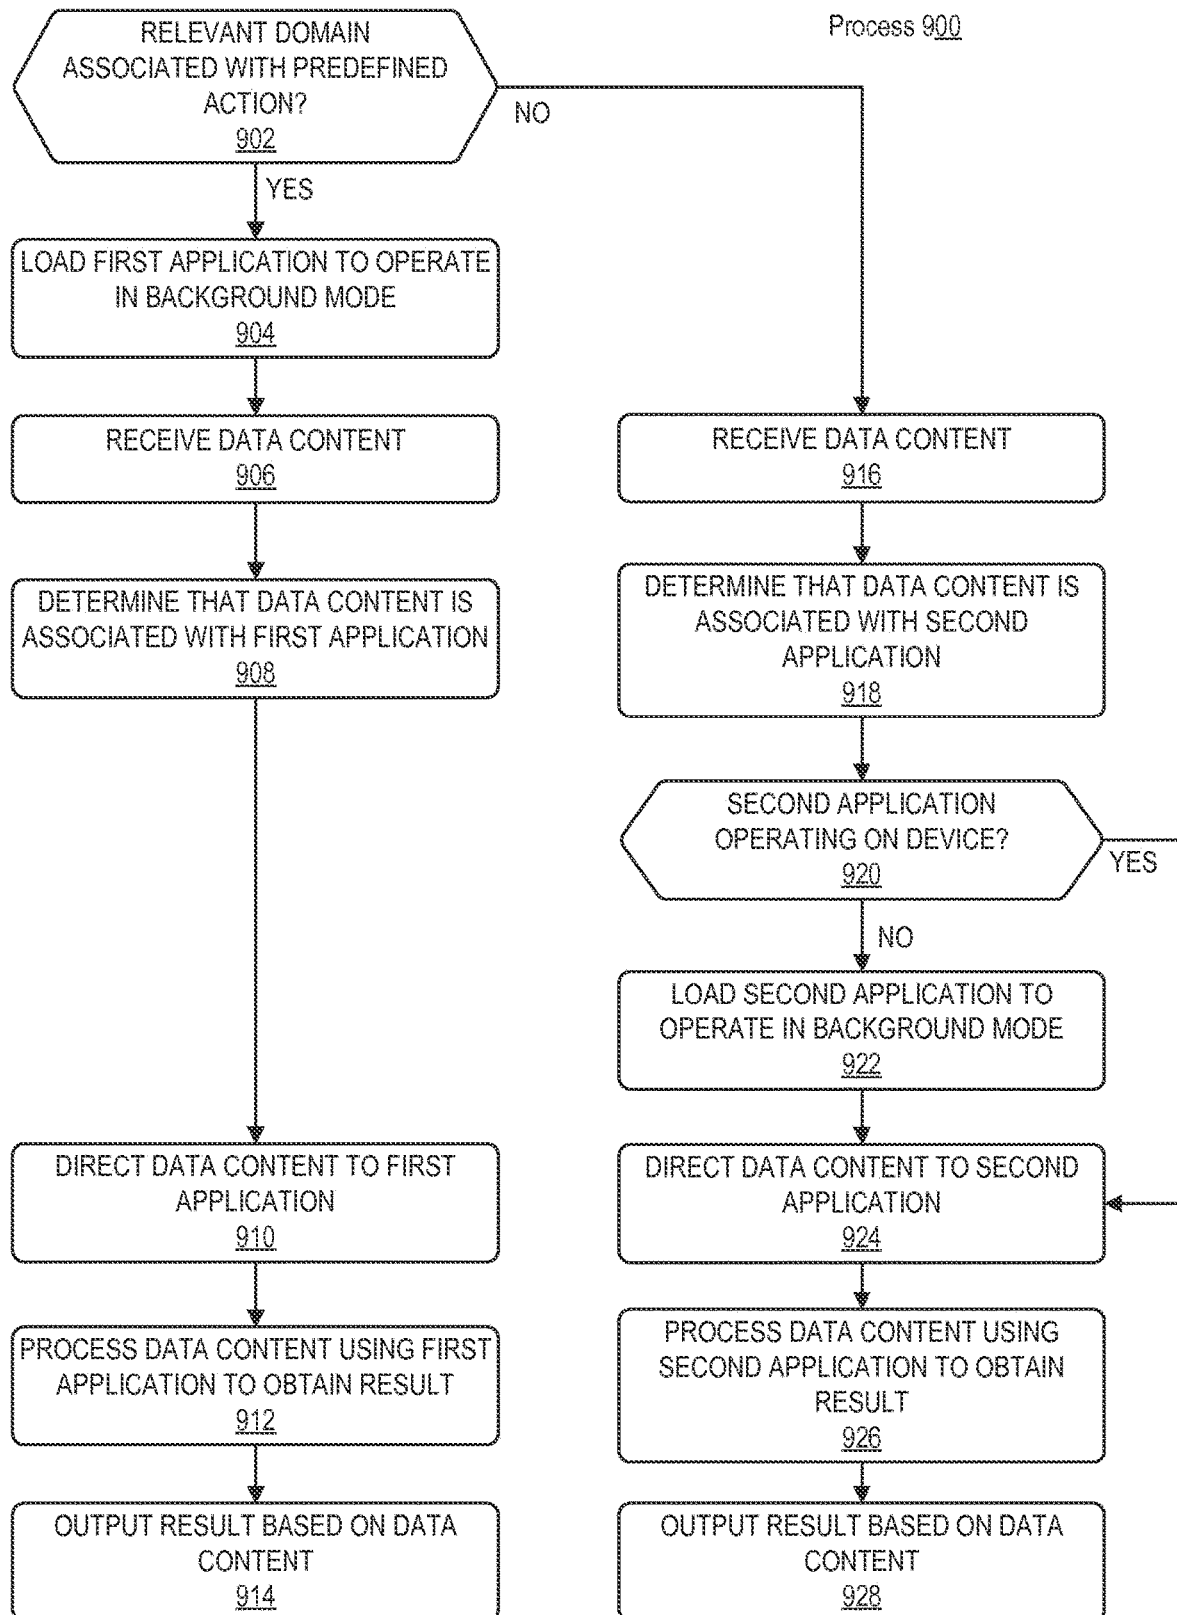 Process 900
RELEVANT DOMAIN
ASSOCIATED WITH PREDEFINED
ACTION?
902
NO
YES
LOAD FIRST APPLICATION TO OPERATE
IN BACKGROUND MODE
904
RECEIVE DATA CONTENT
906
DETERMINE THAT DATA CONTENT IS
ASSOCIATED WITH FIRST APPLICATION
908
DIRECT DATA CONTENT TO FIRST
APPLICATION
910
PROCESS DATA CONTENT USING FIRST
APPLICATION TO OBTAIN RESULT
912
OUTPUT RESULT BASED ON DATA
CONTENT
914
RECEIVE DATA CONTENT
916
DETERMINE THAT DATA CONTENT IS
ASSOCIATED WITH SECOND
APPLICATION
918
SECOND APPLICATION
OPERATING ON DEVICE?
920
YES
NO
LOAD SECOND APPLICATION TO
OPERATE IN BACKGROUND MODE
922
DIRECT DATA CONTENT TO SECOND
APPLICATION
924
PROCESS DATA CONTENT USING
SECOND APPLICATION TO OBTAIN
RESULT
926
OUTPUT RESULT BASED ON DATA
CONTENT
928